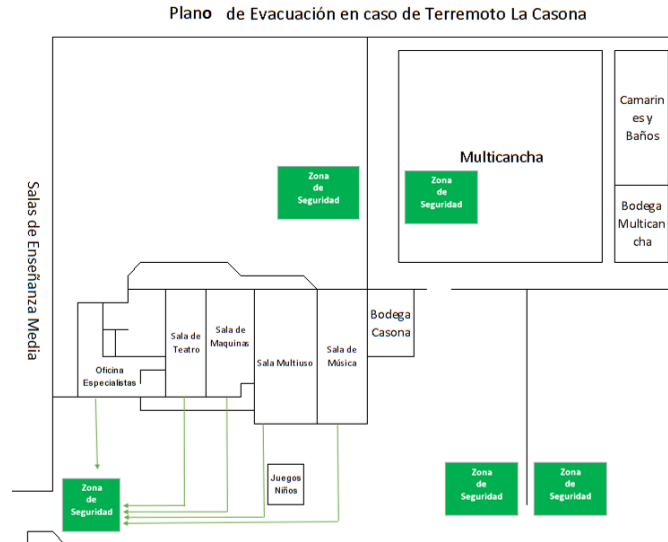 Plano de Evacuación en caso de Terremoto La Casona
Salas de Enseñanza Media
Camarin
es y
Baños
Multicancha
Zona
de
Seguridad
Zona
de
Seguridad
Bodega
Multican
cha
Bodega
Casona
Sala de
Teatro
Sala de
Maquinas
Sala Multiuso
Sala de
Música
Oficina
Especialistas
Juegos
Niños
Zona
de
Seguridad
Zona
de
Seguridad
Zona
de
Seguridad